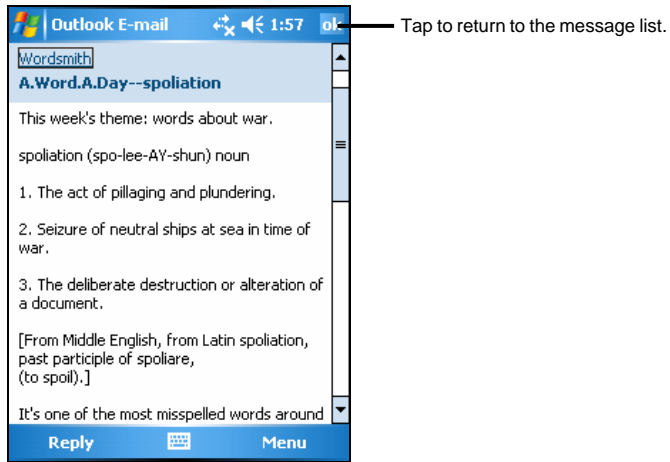 Outlook E-mail 1:57 ok
Tap to return to the message list.
Wordsmith
A.Word.A.Day--spoliation
This week's theme: words about war.
spoliation (spo-lee-AY-shun) noun
1. The act of pillaging and plundering.
2. Seizure of neutral ships at sea in time of
war.
3. The deliberate destruction or alteration of
a document.
[From Middle English, from Latin spoliation,
past participle of spoliare,
(to spoil).]
It's one of the most misspelled words around
Reply Menu